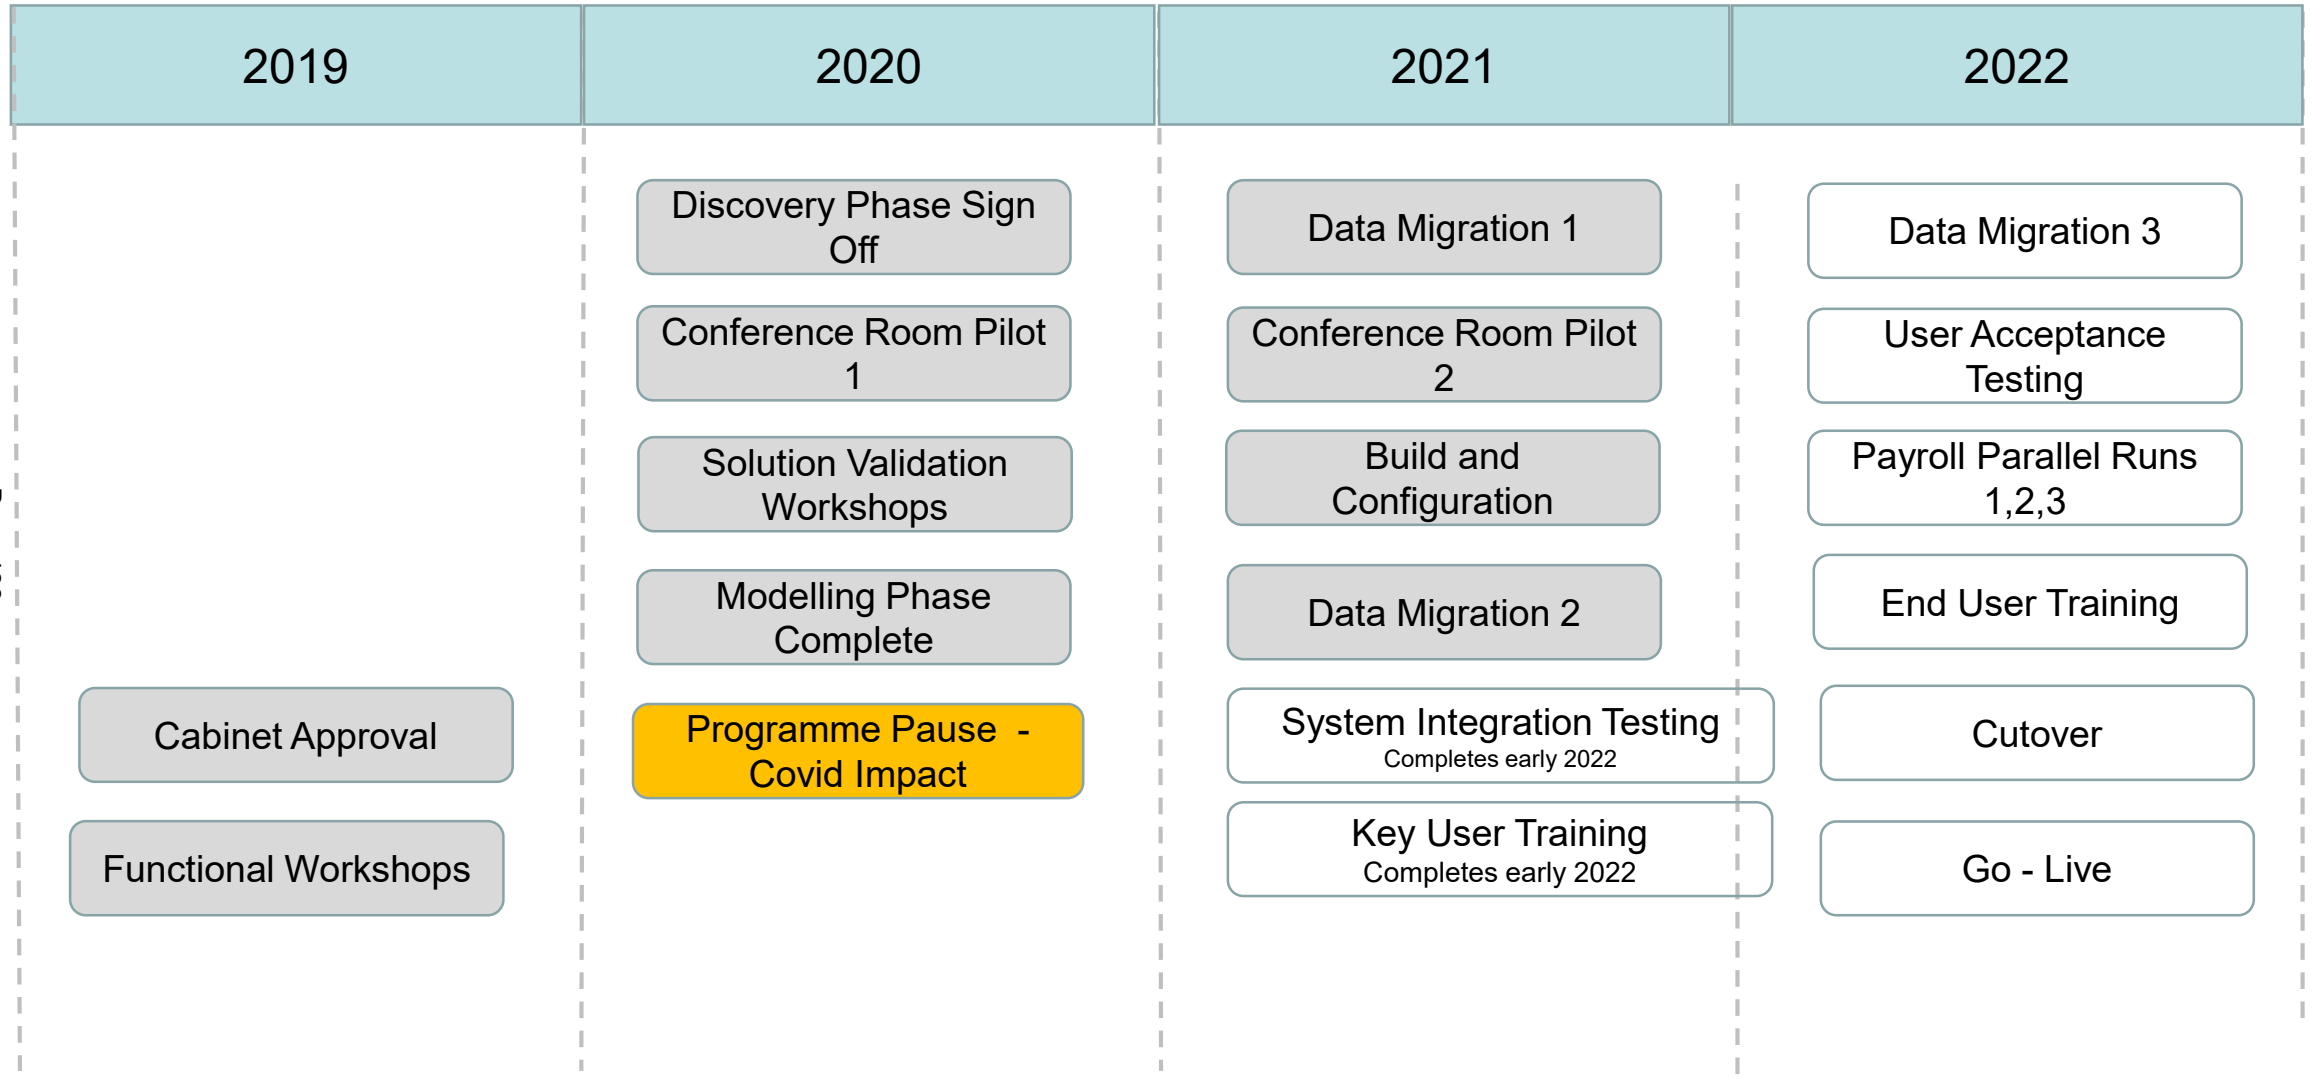 2019
2020
2021
2022
Discovery Phase Sign
Off
Conference Room Pilot
1
Solution Validation
Workshops
Modelling Phase
Complete
Programme Pause  -
Covid Impact
Cabinet Approval
Functional Workshops
Data Migration 1
Conference Room Pilot
2
Build and
Configuration
Data Migration 2
System Integration Testing
Completes early 2022
Key User Training
Completes early 2022
Data Migration 3
User Acceptance
Testing
Payroll Parallel Runs
1,2,3
End User Training
Cutover
Go - Live